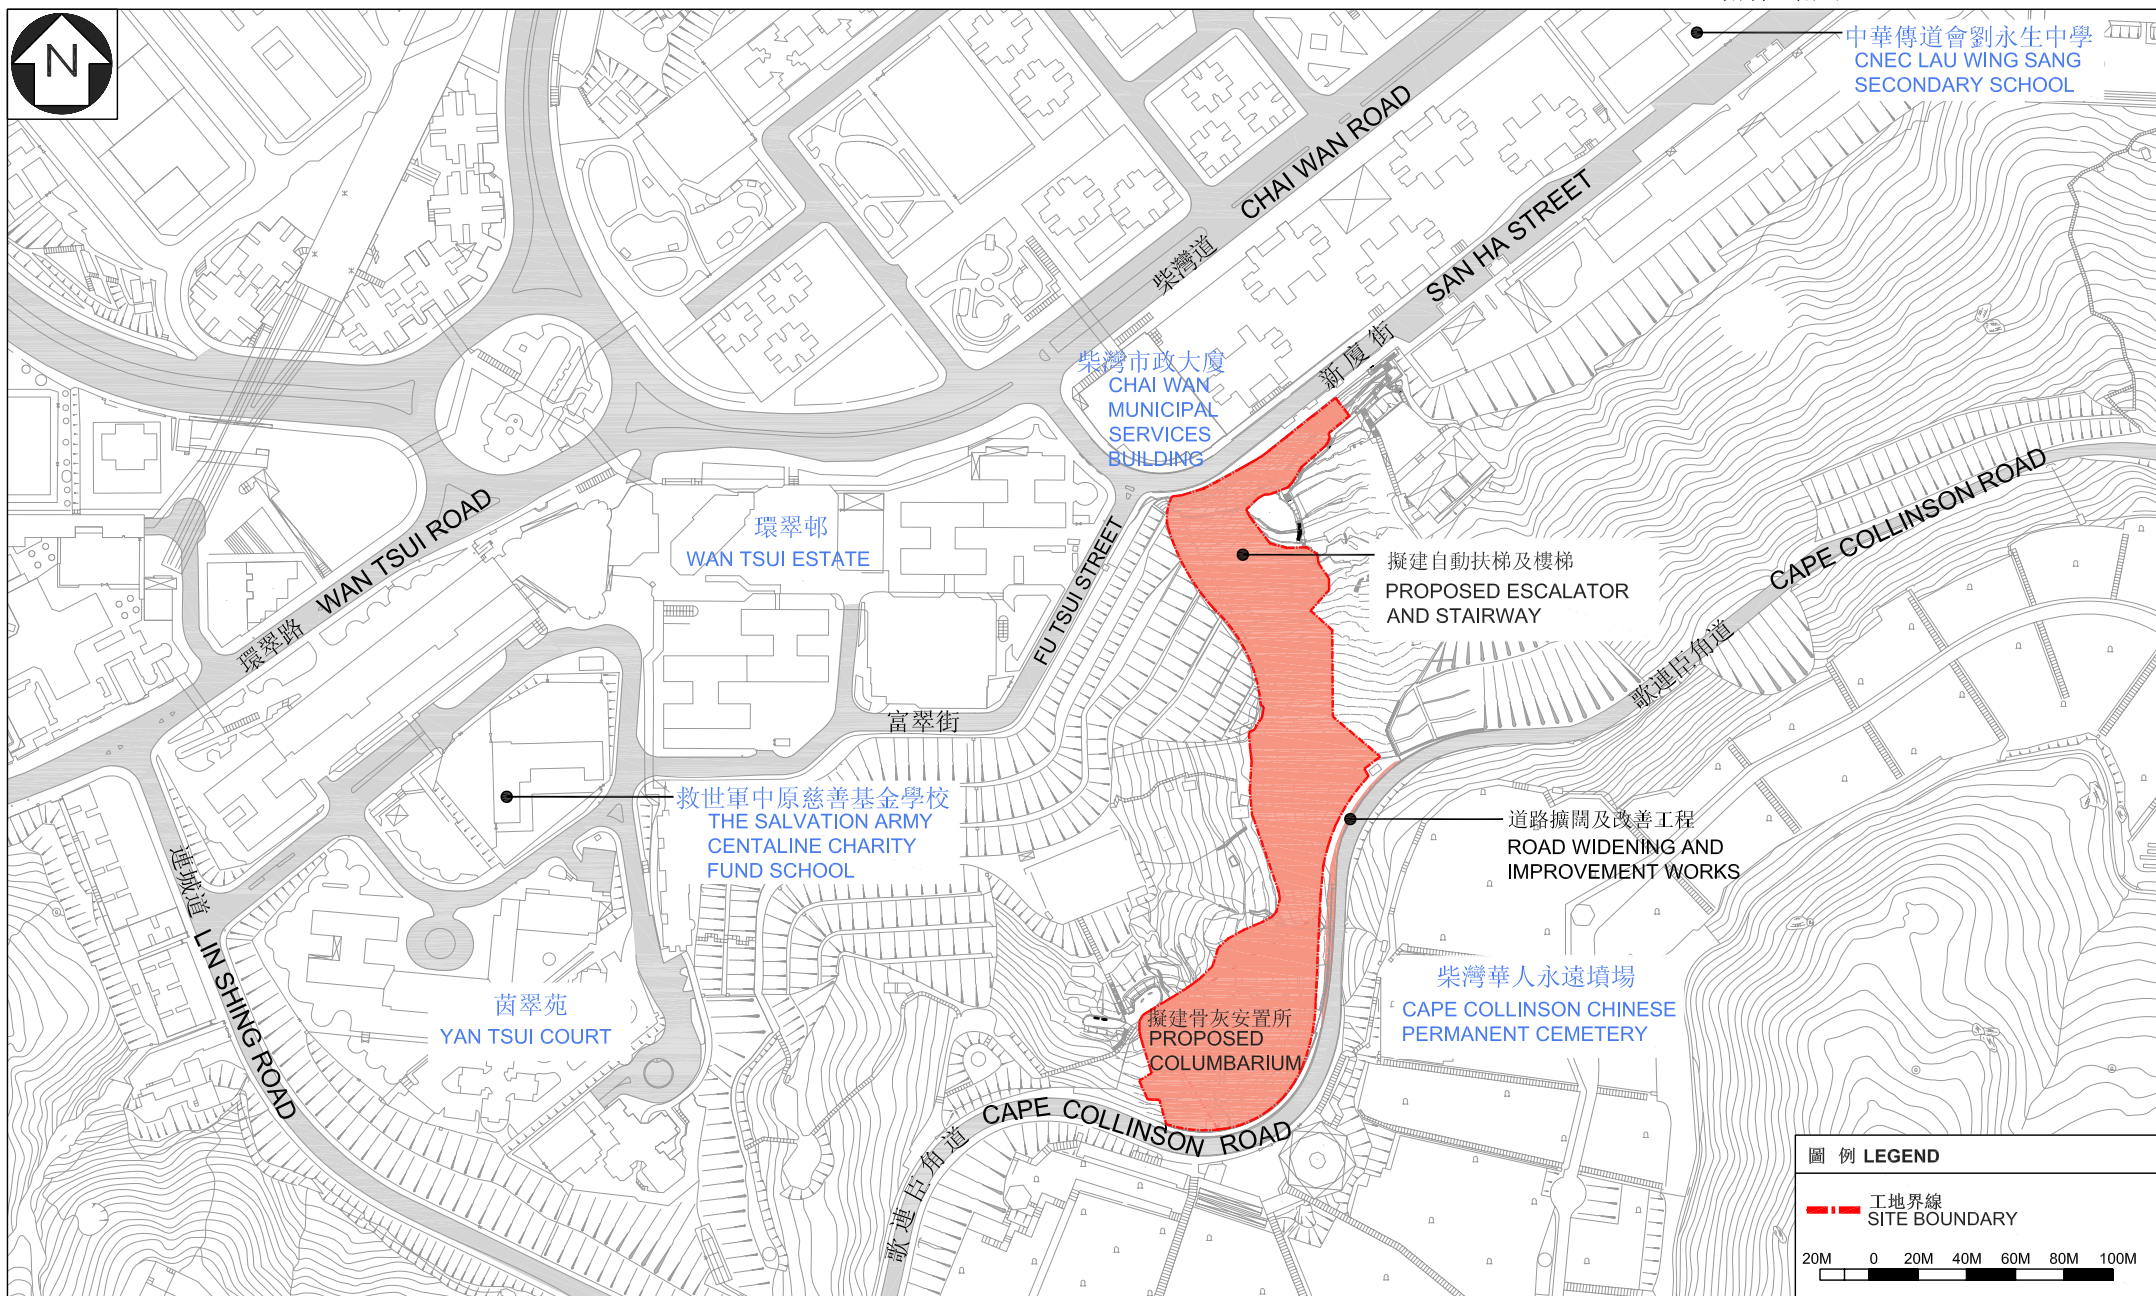 N
中華傳道會劉永生中學
CNEC LAU WING SANG
SECONDARY SCHOOL
CHAI WAN ROAD
柴灣道
SAN HA STREET
新廈街
柴灣市政大廈
CHAI WAN
MUNICIPAL
SERVICES
BUILDING
CAPE COLLINSON ROAD
歌連臣角道
WAN TSUI ROAD
環翠路
環翠邨
WAN TSUI ESTATE
FU TSUI STREET
富翠街
擬建自動扶梯及樓梯
PROPOSED ESCALATOR
AND STAIRWAY
救世軍中原慈善基金學校
THE SALVATION ARMY
CENTALINE CHARITY
FUND SCHOOL
道路擴闊及改善工程
ROAD WIDENING AND
IMPROVEMENT WORKS
連城道
LIN SHING ROAD
茵翠苑
YAN TSUI COURT
柴灣華人永遠墳場
CAPE COLLINSON CHINESE
PERMANENT CEMETERY
擬建骨灰安置所
PROPOSED
COLUMBARIUM
CAPE COLLINSON ROAD
歌連臣角道
圖 例 LEGEND
工地界線
SITE BOUNDARY
20M 0 20M 40M 60M 80M 100M